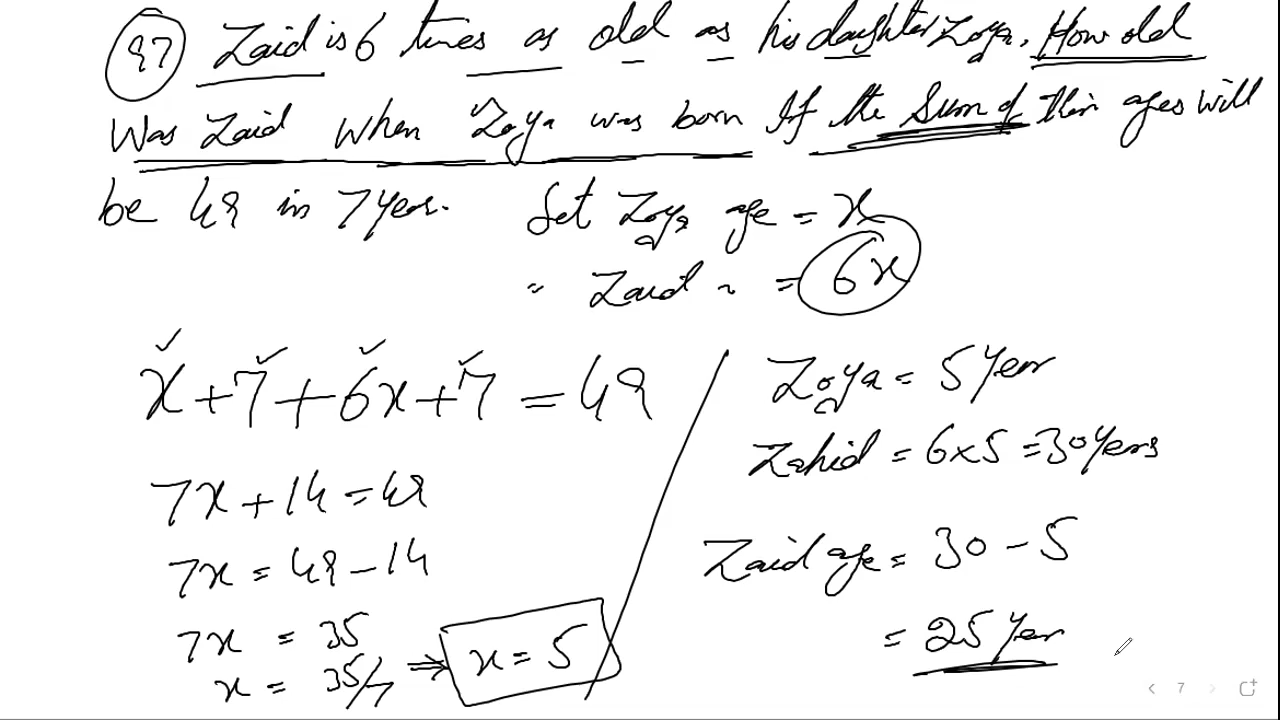 97 Zaid is 6 times as old as his daughter Zoya. How old
Was Zaid when Zoya was born If the Sum of their ages will
be 49 in 7 year.
Let Zoya age = x
" Zaid " = 6x
x + 7 + 6x + 7 = 49
7x + 14 = 49
7x = 49 - 14
7x = 35
x = 35/7 ⇒ x = 5
Zoya = 5 Year
Zahid = 6x5 = 30 Years
Zaid age = 30 - 5
= 25 Year
7